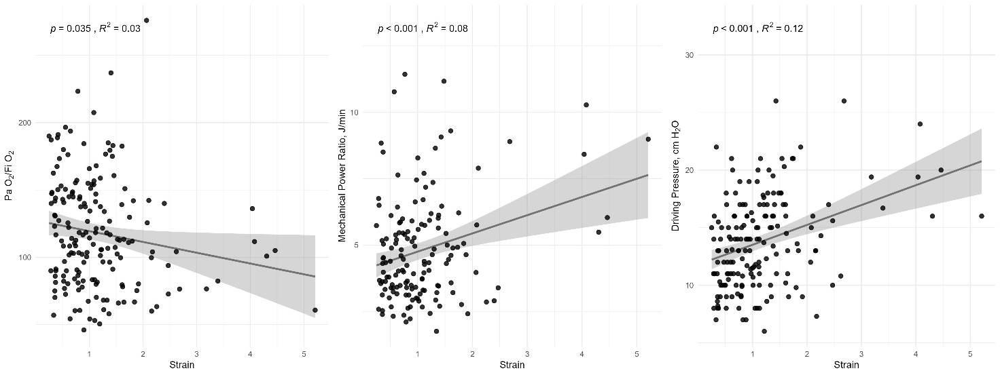 p = 0.035 , R² = 0.03
200
100
Pa O₂/Fi O₂
1 2 3 4 5
Strain
p < 0.001 , R² = 0.08
10
5
Mechanical Power Ratio, J/min
1 2 3 4 5
Strain
p < 0.001 , R² = 0.12
30
20
10
Driving Pressure, cm H₂O
1 2 3 4 5
Strain